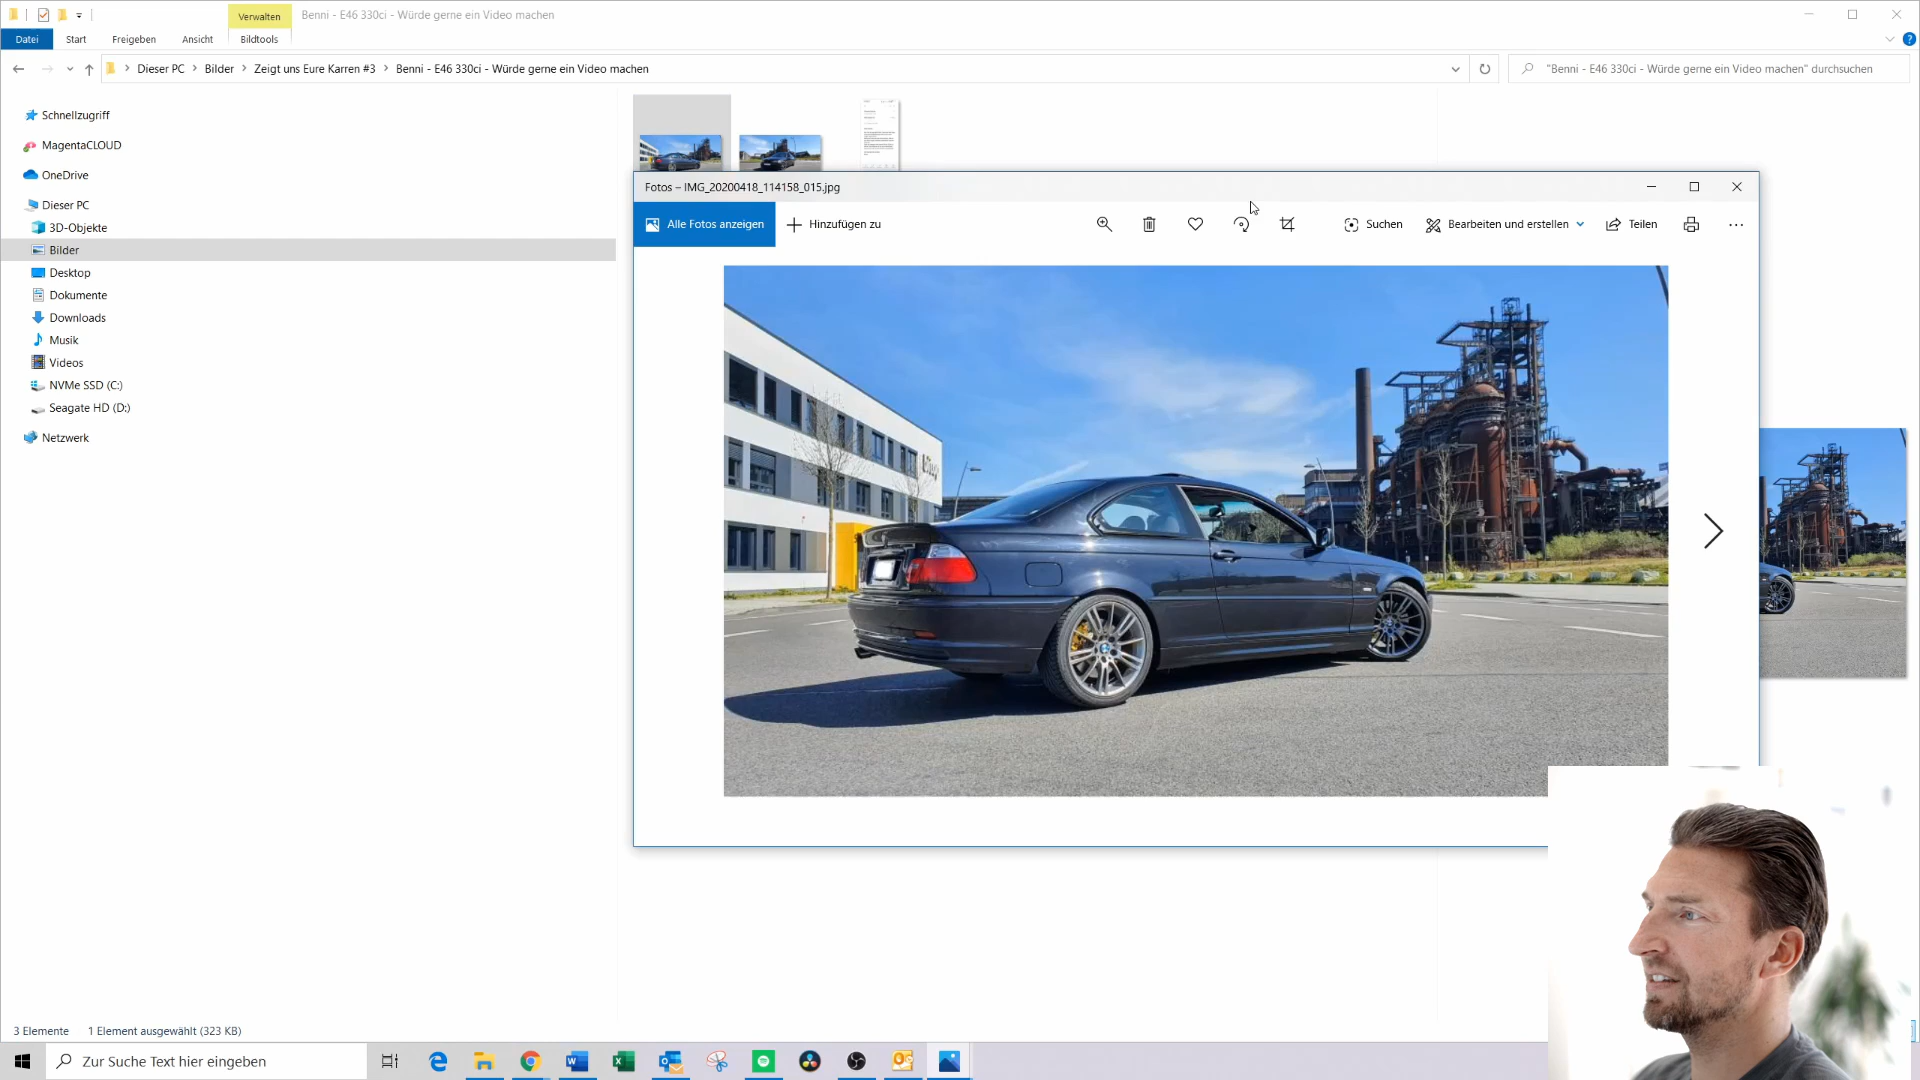 Verwalten
Benni - E46 330ci - Würde gerne ein Video machen
Datei
Start
Freigeben
Ansicht
Bildtools
Dieser PC
Bilder
Zeigt uns Eure Karren #3
Benni - E46 330ci - Würde gerne ein Video machen
"Benni - E46 330ci - Würde gerne ein Video machen" durchsuchen
Schnellzugriff
MagentaCLOUD
OneDrive
Dieser PC
3D-Objekte
Bilder
Desktop
Dokumente
Downloads
Musik
Videos
NVMe SSD (C:)
Seagate HD (D:)
Netzwerk
Fotos – IMG_20200418_114158_015.jpg
Alle Fotos anzeigen
Hinzufügen zu
Suchen
Bearbeiten und erstellen
Teilen
3 Elemente
1 Element ausgewählt (323 KB)
Zur Suche Text hier eingeben